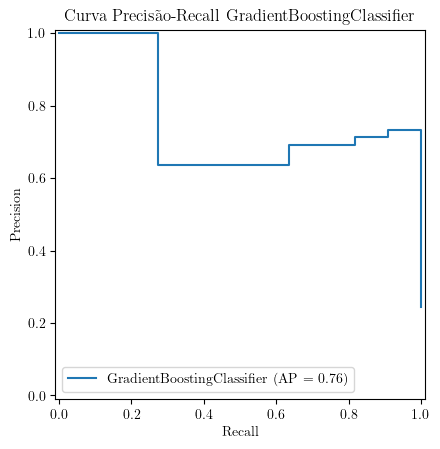 Curva Precisão-Recall GradientBoostingClassifier
1.0
0.8
0.6
0.4
0.2
0.0
Precision
GradientBoostingClassifier (AP = 0.76)
0.0 0.2 0.4 0.6 0.8 1.0
Recall